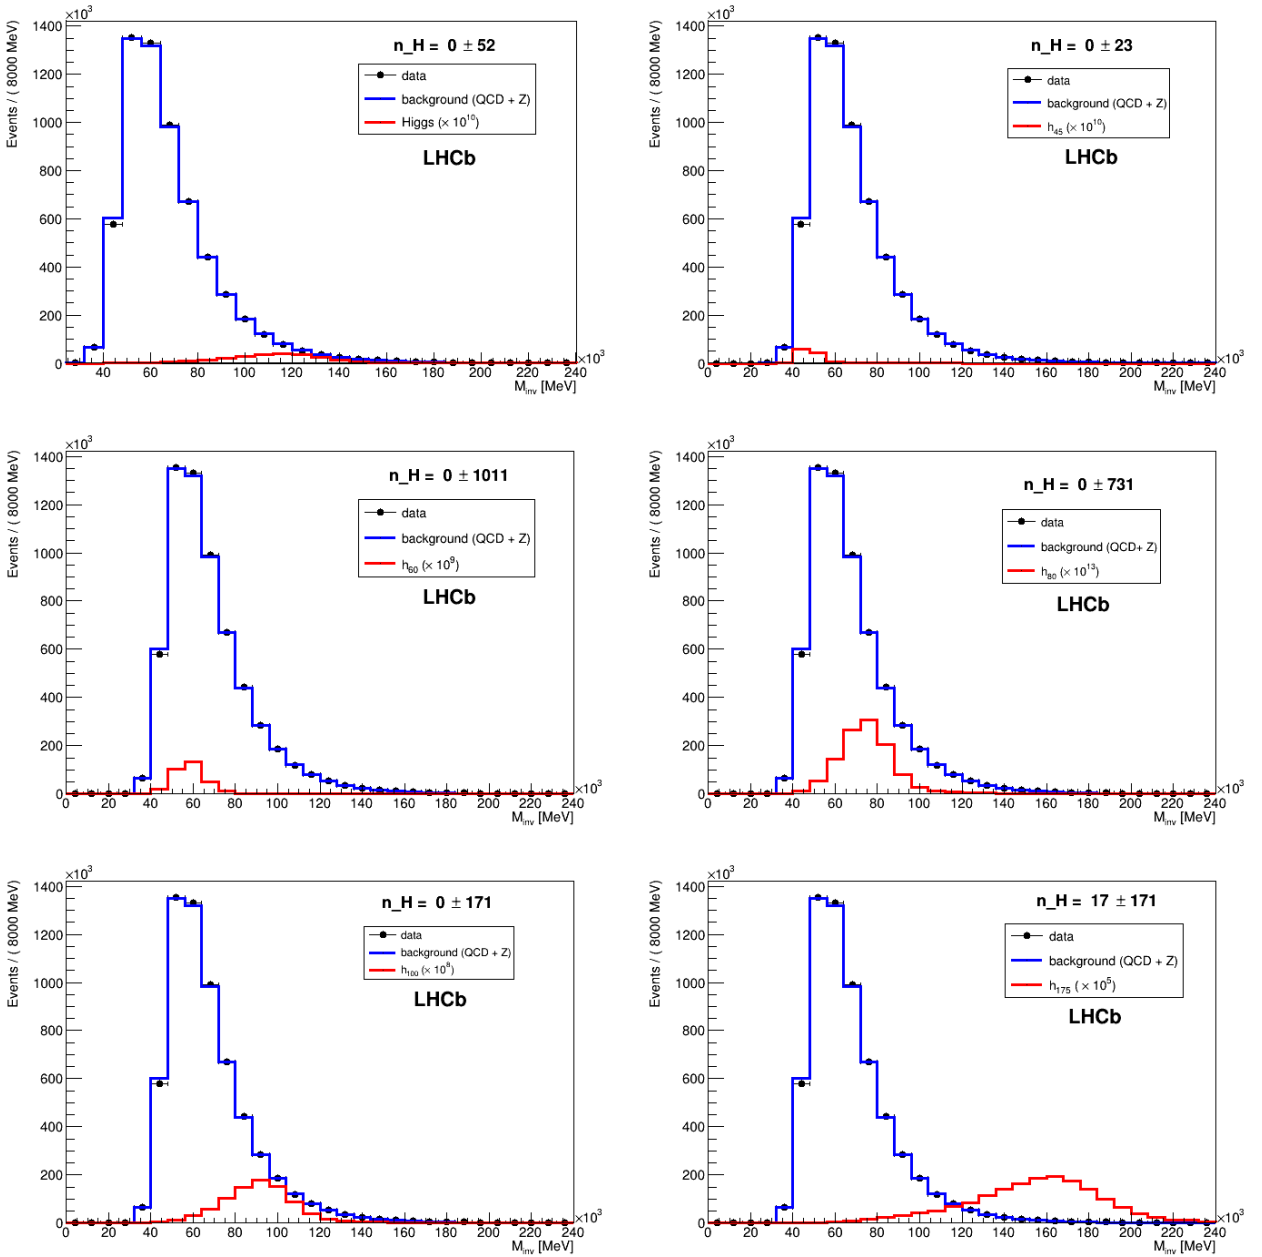 ×10³
n_H = 0 ± 52
data
background (QCD + Z)
Higgs (× 10¹⁰)
LHCb
Events / ( 8000 MeV)
1400
1200
1000
800
600
400
200
0
40 60 80 100 120 140 160 180 200 220 240
×10³
M_inv [MeV]
×10³
n_H = 0 ± 23
data
background (QCD + Z)
h₄₅ (× 10¹⁰)
LHCb
Events / ( 8000 MeV)
1400
1200
1000
800
600
400
200
0
0 20 40 60 80 100 120 140 160 180 200 220 240
×10³
M_inv [MeV]
×10³
n_H = 0 ± 1011
data
background (QCD + Z)
h₆₀ (× 10⁹)
LHCb
Events / ( 8000 MeV)
1400
1200
1000
800
600
400
200
0
0 20 40 60 80 100 120 140 160 180 200 220 240
×10³
M_inv [MeV]
×10³
n_H = 0 ± 731
data
background (QCD+ Z)
h₈₀ (× 10¹³)
LHCb
Events / ( 8000 MeV)
1400
1200
1000
800
600
400
200
0
0 20 40 60 80 100 120 140 160 180 200 220 240
×10³
M_inv [MeV]
×10³
n_H = 0 ± 171
data
background (QCD + Z)
h₁₀₀ (× 10⁸)
LHCb
Events / ( 8000 MeV)
1400
1200
1000
800
600
400
200
0
0 20 40 60 80 100 120 140 160 180 200 220 240
×10³
M_inv [MeV]
×10³
n_H = 17 ± 171
data
background (QCD + Z)
h₁₇₅ ( × 10⁵)
LHCb
Events / ( 8000 MeV)
1400
1200
1000
800
600
400
200
0
0 20 40 60 80 100 120 140 160 180 200 220 240
×10³
M_inv [MeV]